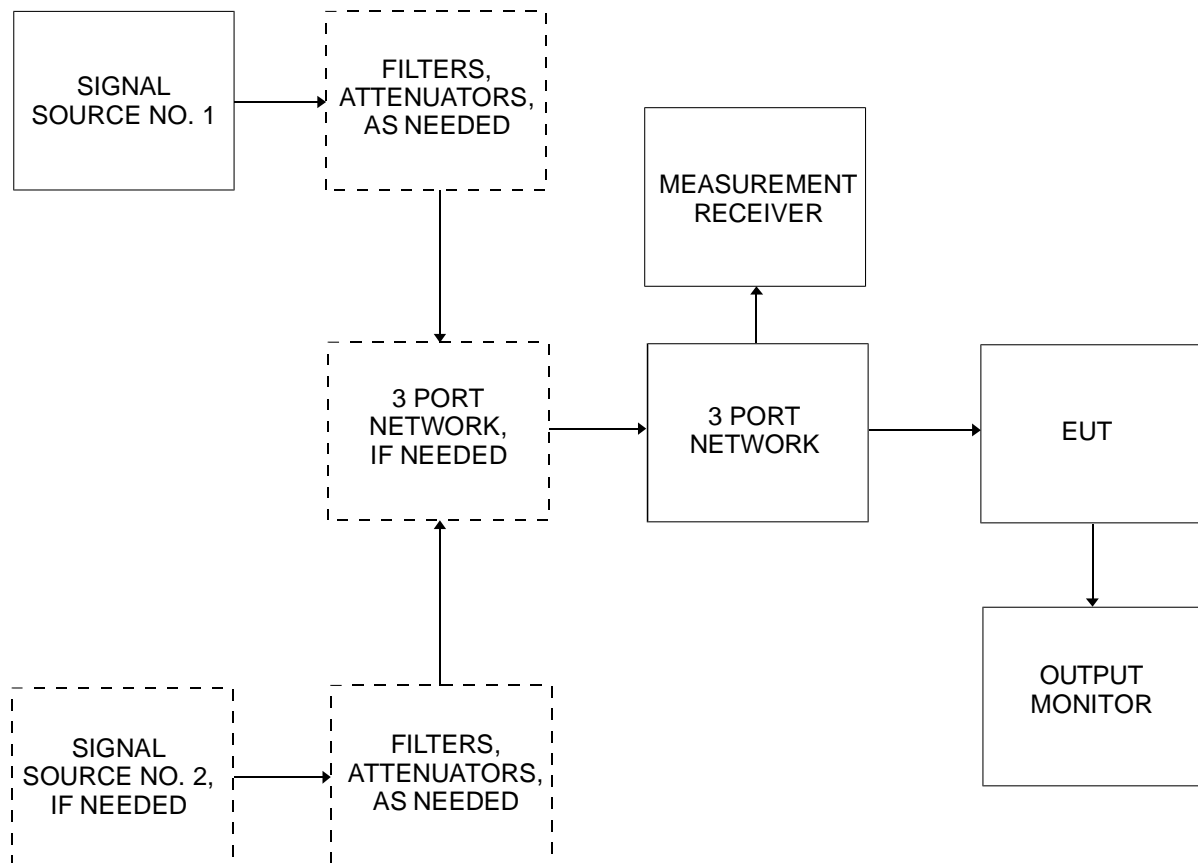 SIGNAL
SOURCE NO. 1
FILTERS,
ATTENUATORS,
AS NEEDED
MEASUREMENT
RECEIVER
3 PORT
NETWORK,
IF NEEDED
3 PORT
NETWORK
EUT
SIGNAL
SOURCE NO. 2,
IF NEEDED
FILTERS,
ATTENUATORS,
AS NEEDED
OUTPUT
MONITOR